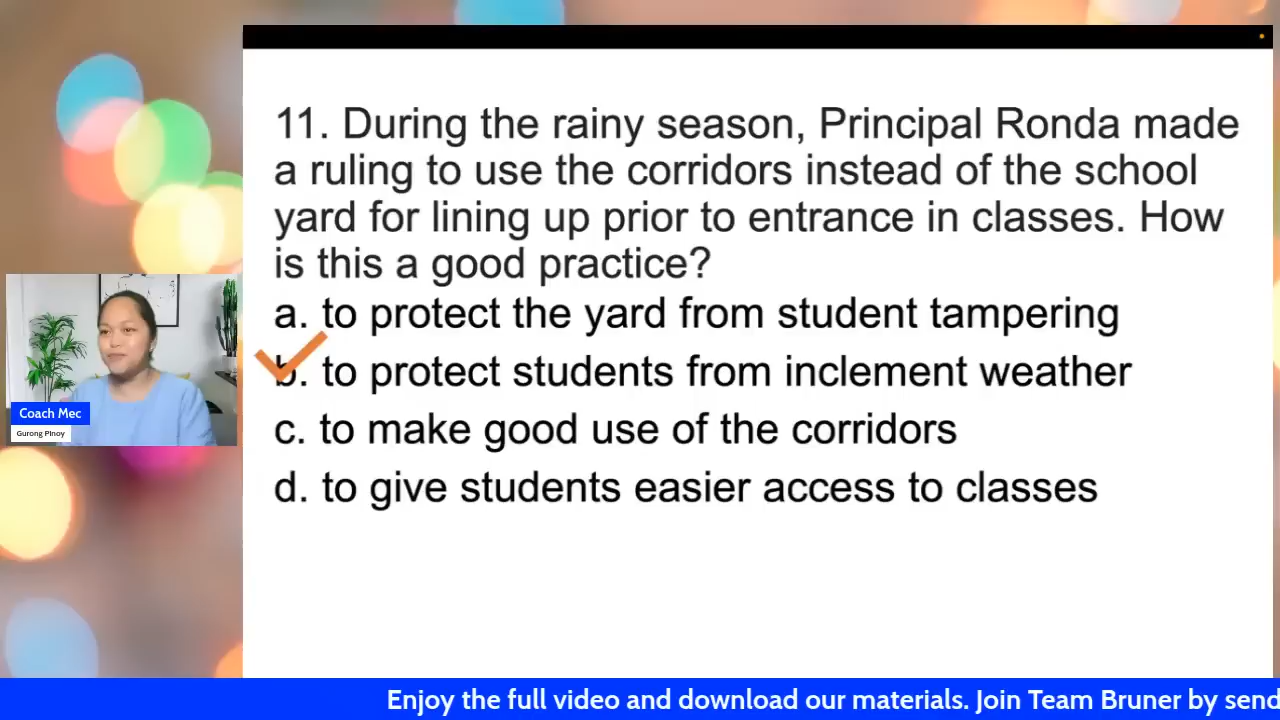 11. During the rainy season, Principal Ronda made
a ruling to use the corridors instead of the school
yard for lining up prior to entrance in classes. How
is this a good practice?
a. to protect the yard from student tampering
b. to protect students from inclement weather
c. to make good use of the corridors
d. to give students easier access to classes
Coach Mec
Gurong Pinoy
Enjoy the full video and download our materials. Join Team Bruner by send